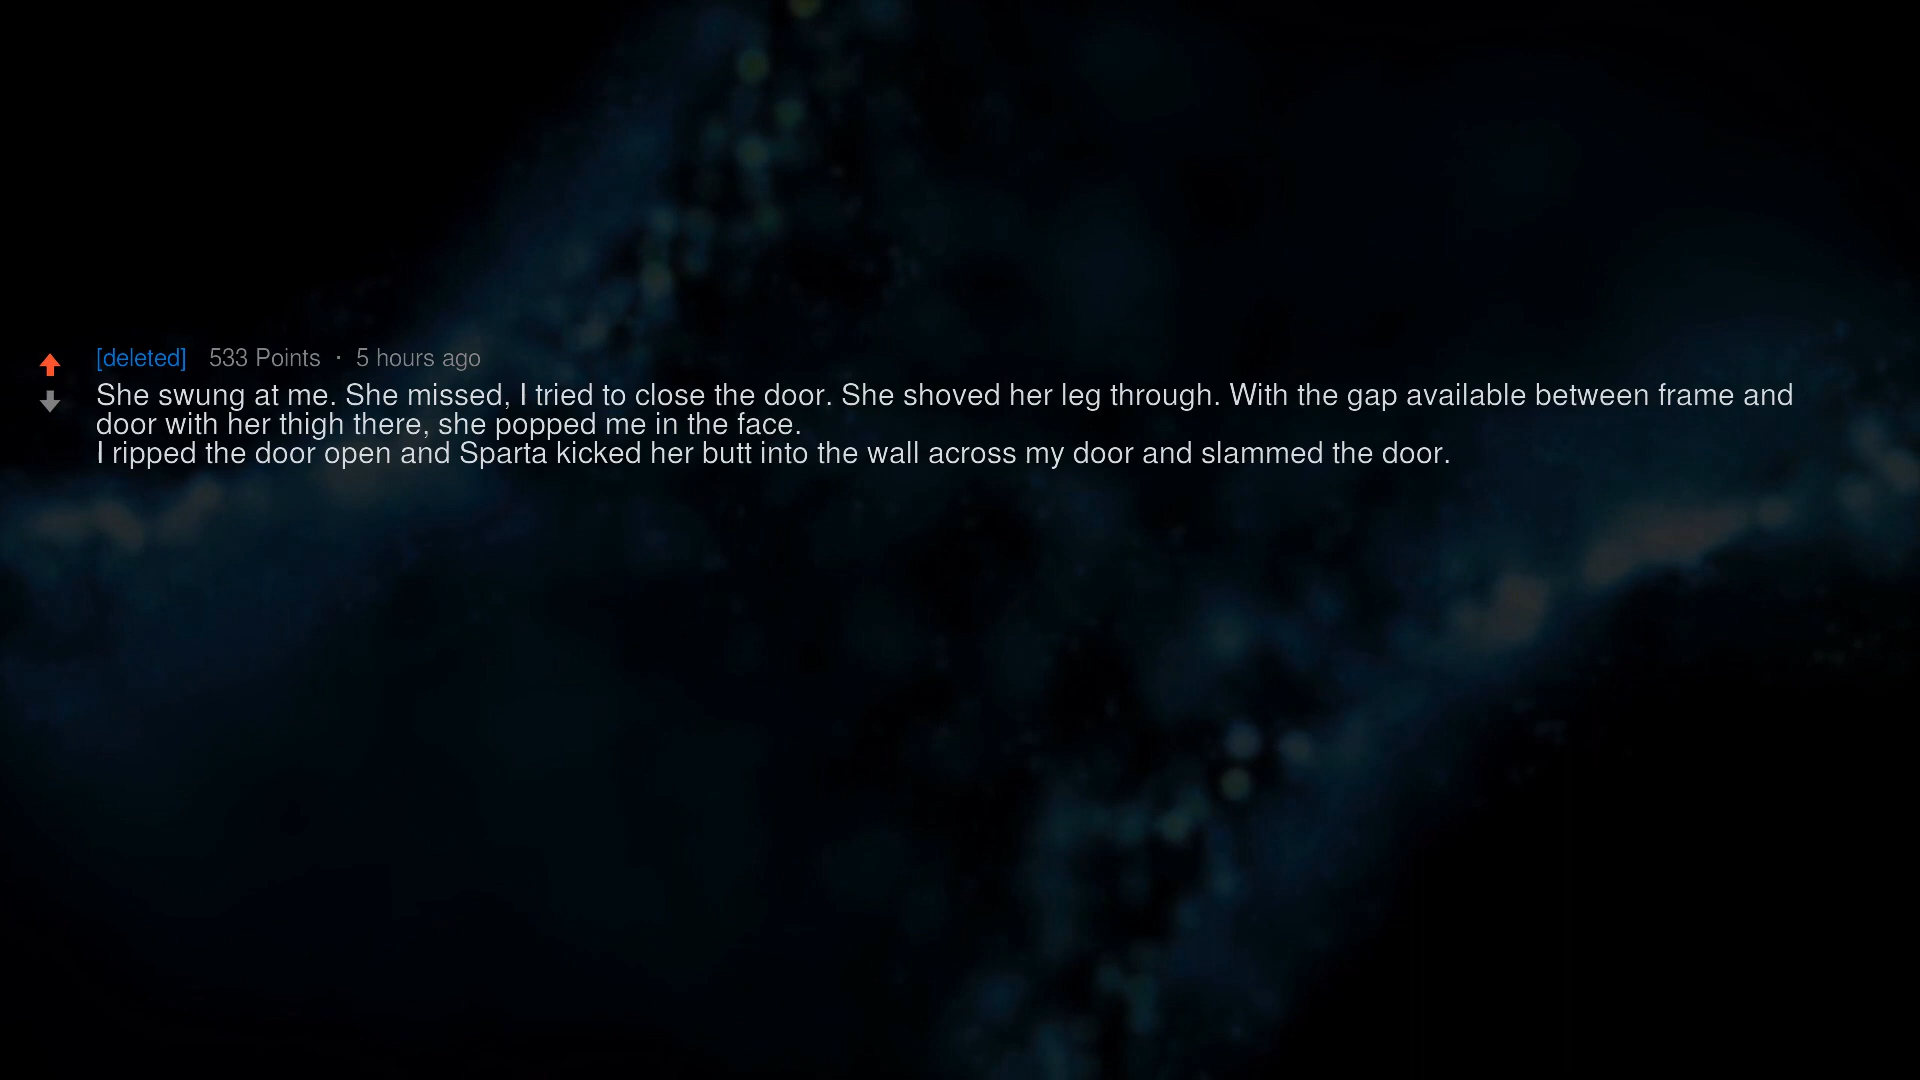 [deleted] 533 Points · 5 hours ago
She swung at me. She missed, I tried to close the door. She shoved her leg through. With the gap available between frame and
door with her thigh there, she popped me in the face.
I ripped the door open and Sparta kicked her butt into the wall across my door and slammed the door.